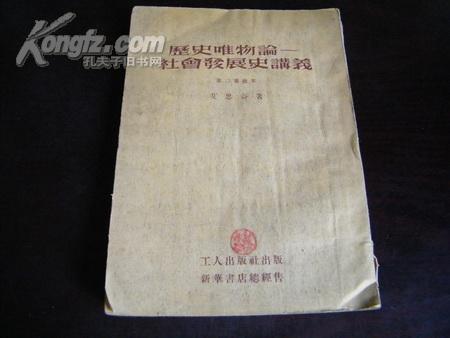 Kongfz.com
孔夫子旧书网
歷史唯物論—
社會發展史講義
艾思奇著
工人出版社出版
新華書店總經售